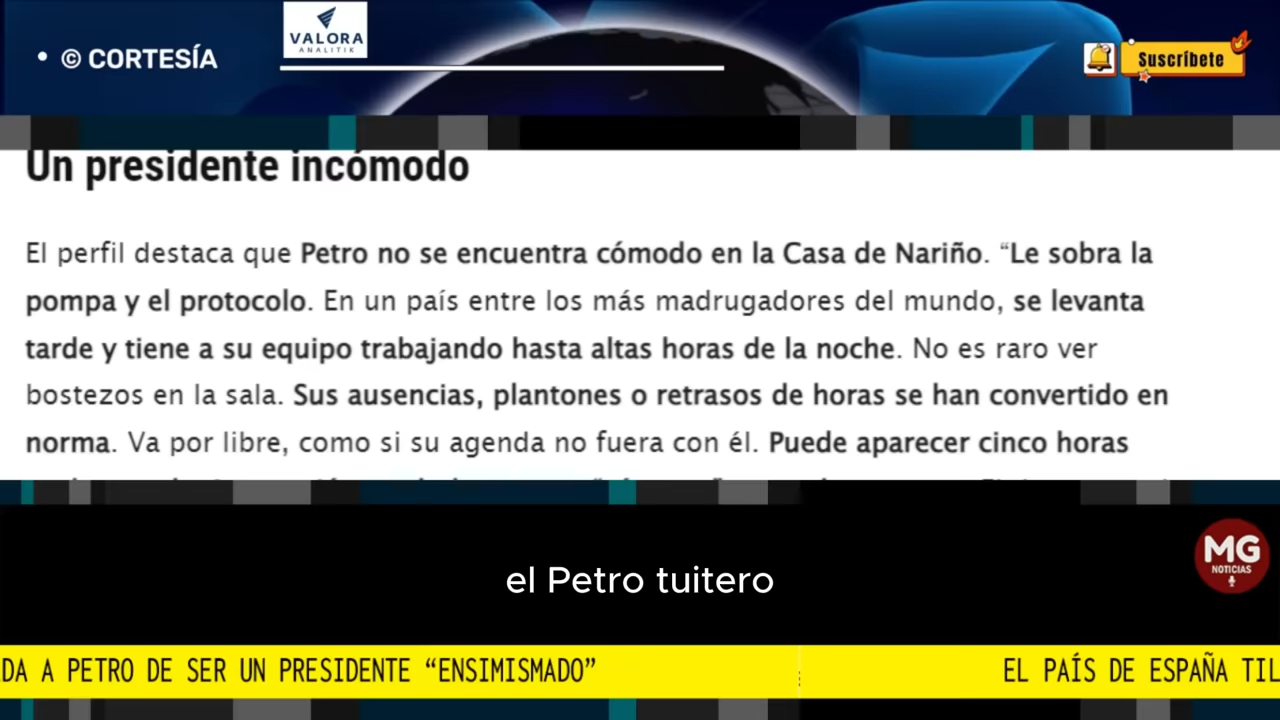 • © CORTESÍA
VALORA
ANALITIK
Suscríbete
Un presidente incómodo
El perfil destaca que Petro no se encuentra cómodo en la Casa de Nariño. “Le sobra la
pompa y el protocolo. En un país entre los más madrugadores del mundo, se levanta
tarde y tiene a su equipo trabajando hasta altas horas de la noche. No es raro ver
bostezos en la sala. Sus ausencias, plantones o retrasos de horas se han convertido en
norma. Va por libre, como si su agenda no fuera con él. Puede aparecer cinco horas
MG
NOTICIAS
el Petro tuitero
DA A PETRO DE SER UN PRESIDENTE “ENSIMISMADO”
EL PAÍS DE ESPAÑA TIL